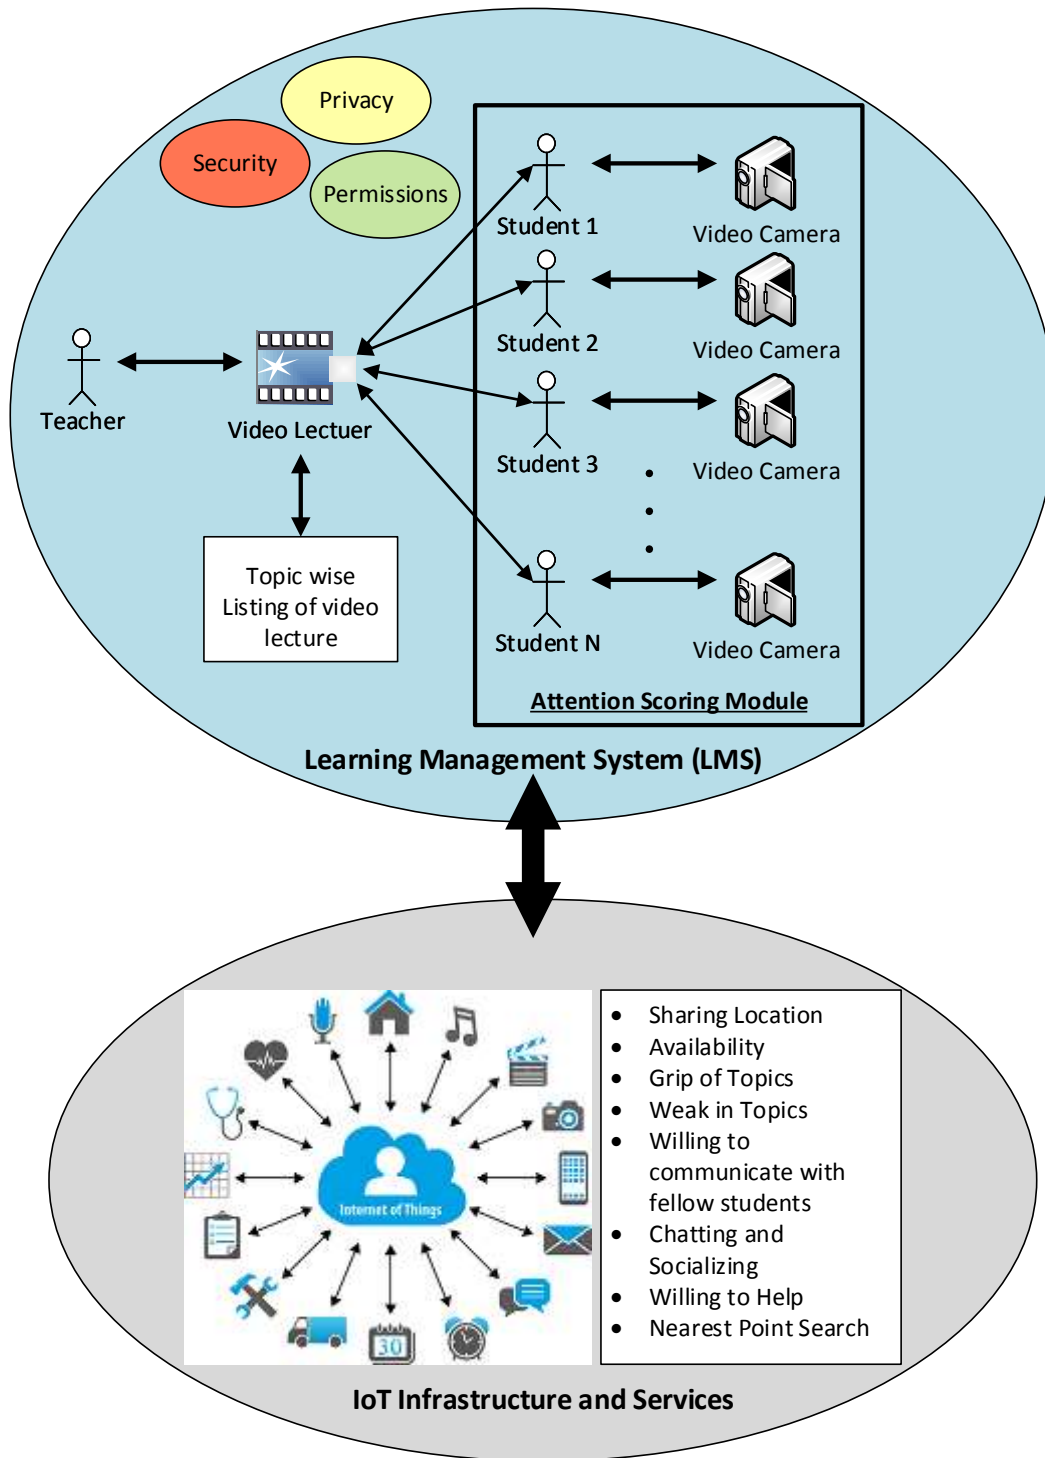 Privacy
Security
Permissions
Student 1
Video Camera
Student 2
Video Camera
Teacher
Video Lectuer
Student 3
Video Camera
Topic wise
Listing of video
lecture
Student N
Video Camera
Attention Scoring Module
Learning Management System (LMS)
Internet of Things
30
• Sharing Location
• Availability
• Grip of Topics
• Weak in Topics
• Willing to
communicate with
fellow students
• Chatting and
Socializing
• Willing to Help
• Nearest Point Search
IoT Infrastructure and Services